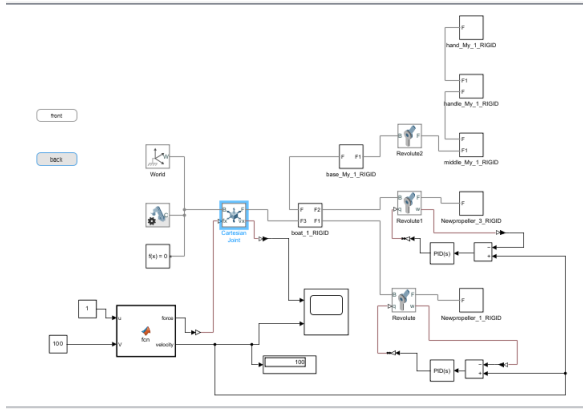 F
hand_My_1_RIGID
F1
F
handle_My_1_RIGID
front
back
W
World
C
f(x) = 0
F
F1
base_My_1_RIGID
B
F
Revolute2
F
F1
middle_My_1_RIGID
B
F
Cartesian
Joint
F
F2
F3
F1
boat_1_RIGID
B
F
q
w
Revolute1
F
Newpropeller_3_RIGID
PID(s)
−
+
B
F
q
w
Revolute
F
Newpropeller_1_RIGID
PID(s)
−
+
1
100
u
V
force
velocity
fcn
100